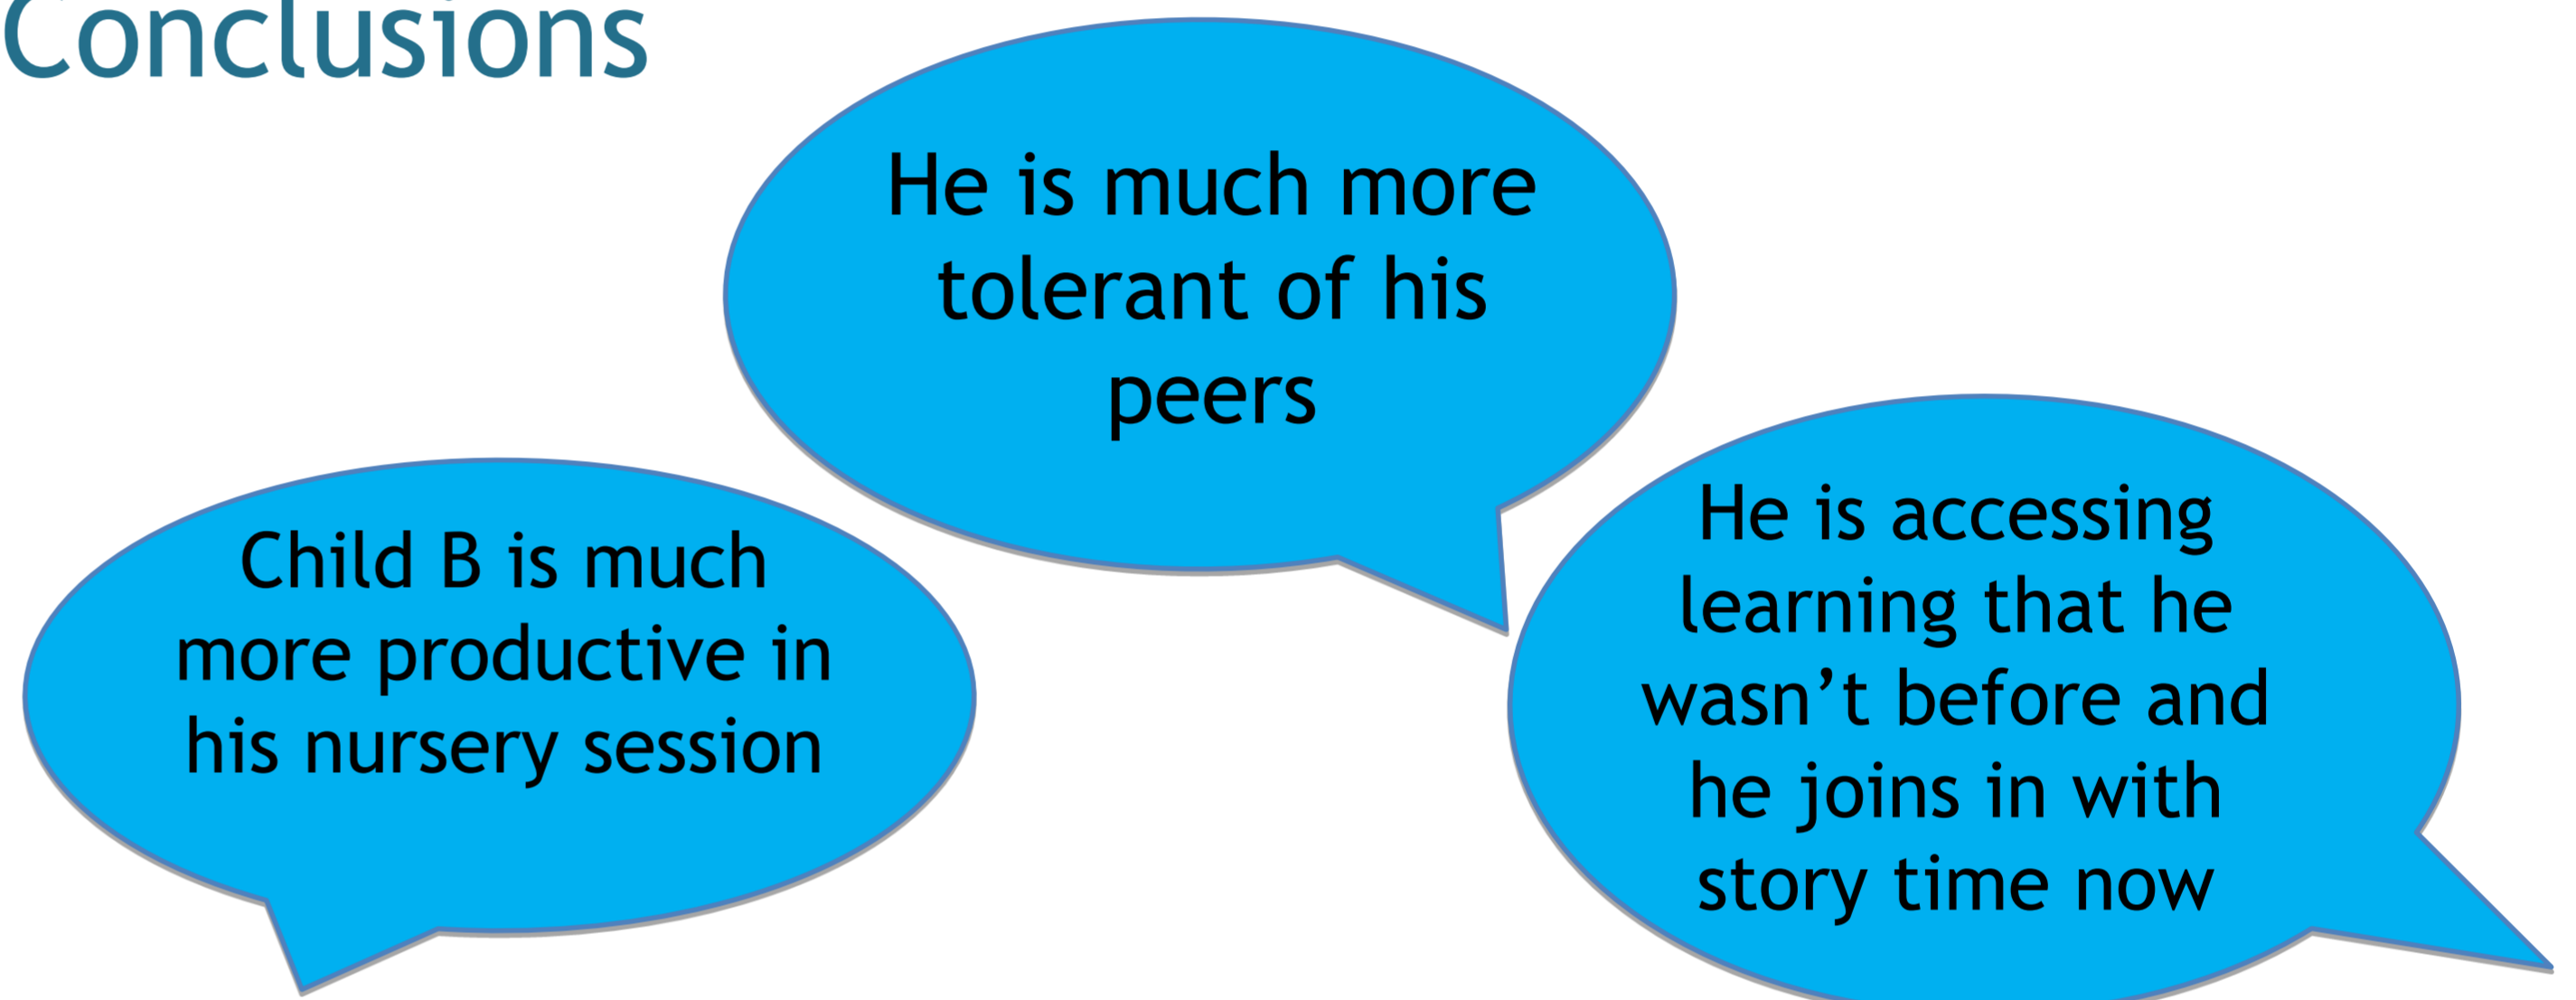 Conclusions
He is much more
tolerant of his
peers
Child B is much
more productive in
his nursery session
He is accessing
learning that he
wasn’t before and
he joins in with
story time now